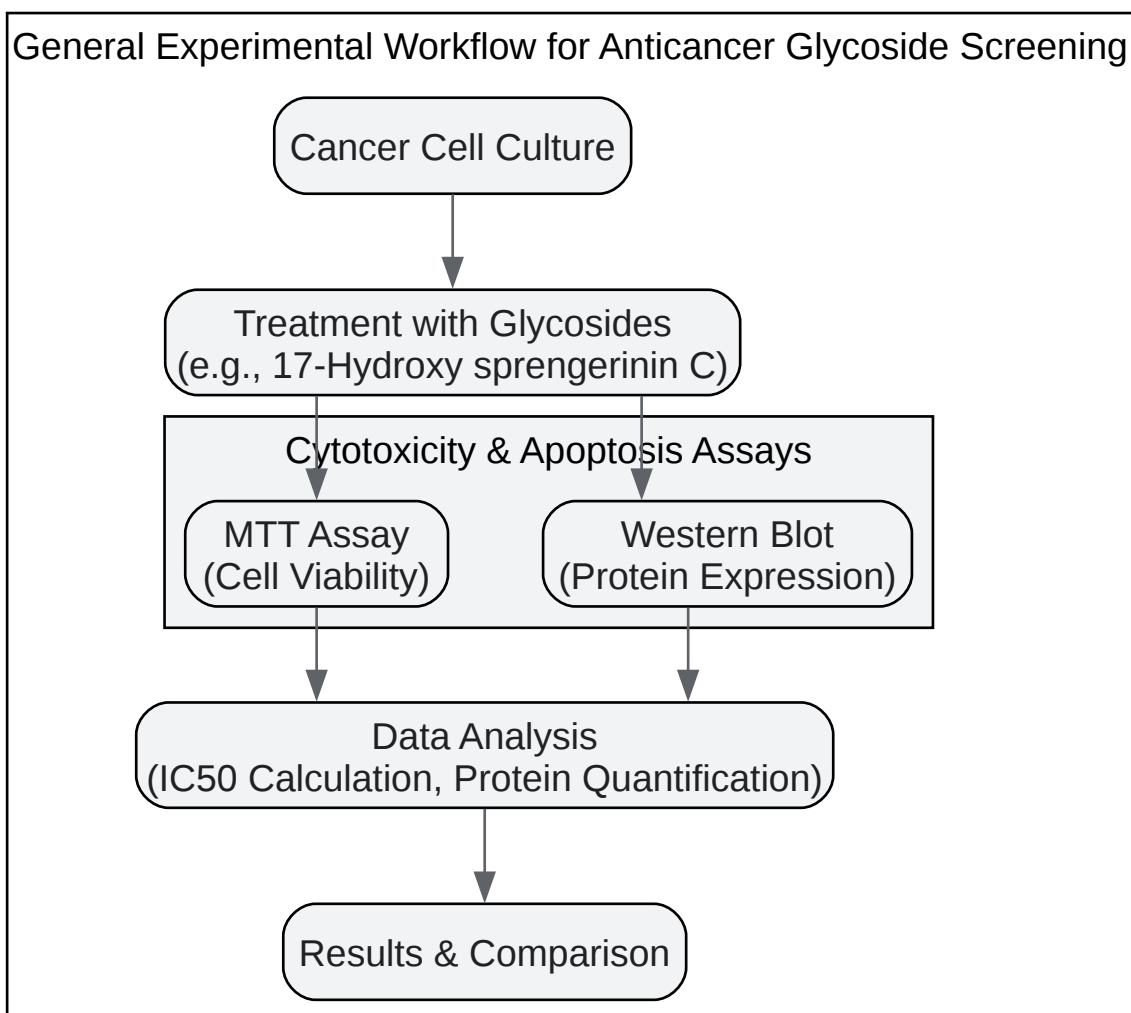 General Experimental Workflow for Anticancer Glycoside Screening
Cancer Cell Culture
Treatment with Glycosides
(e.g., 17-Hydroxy sprengerinin C)
Cytotoxicity & Apoptosis Assays
MTT Assay
(Cell Viability)
Western Blot
(Protein Expression)
Data Analysis
(IC50 Calculation, Protein Quantification)
Results & Comparison